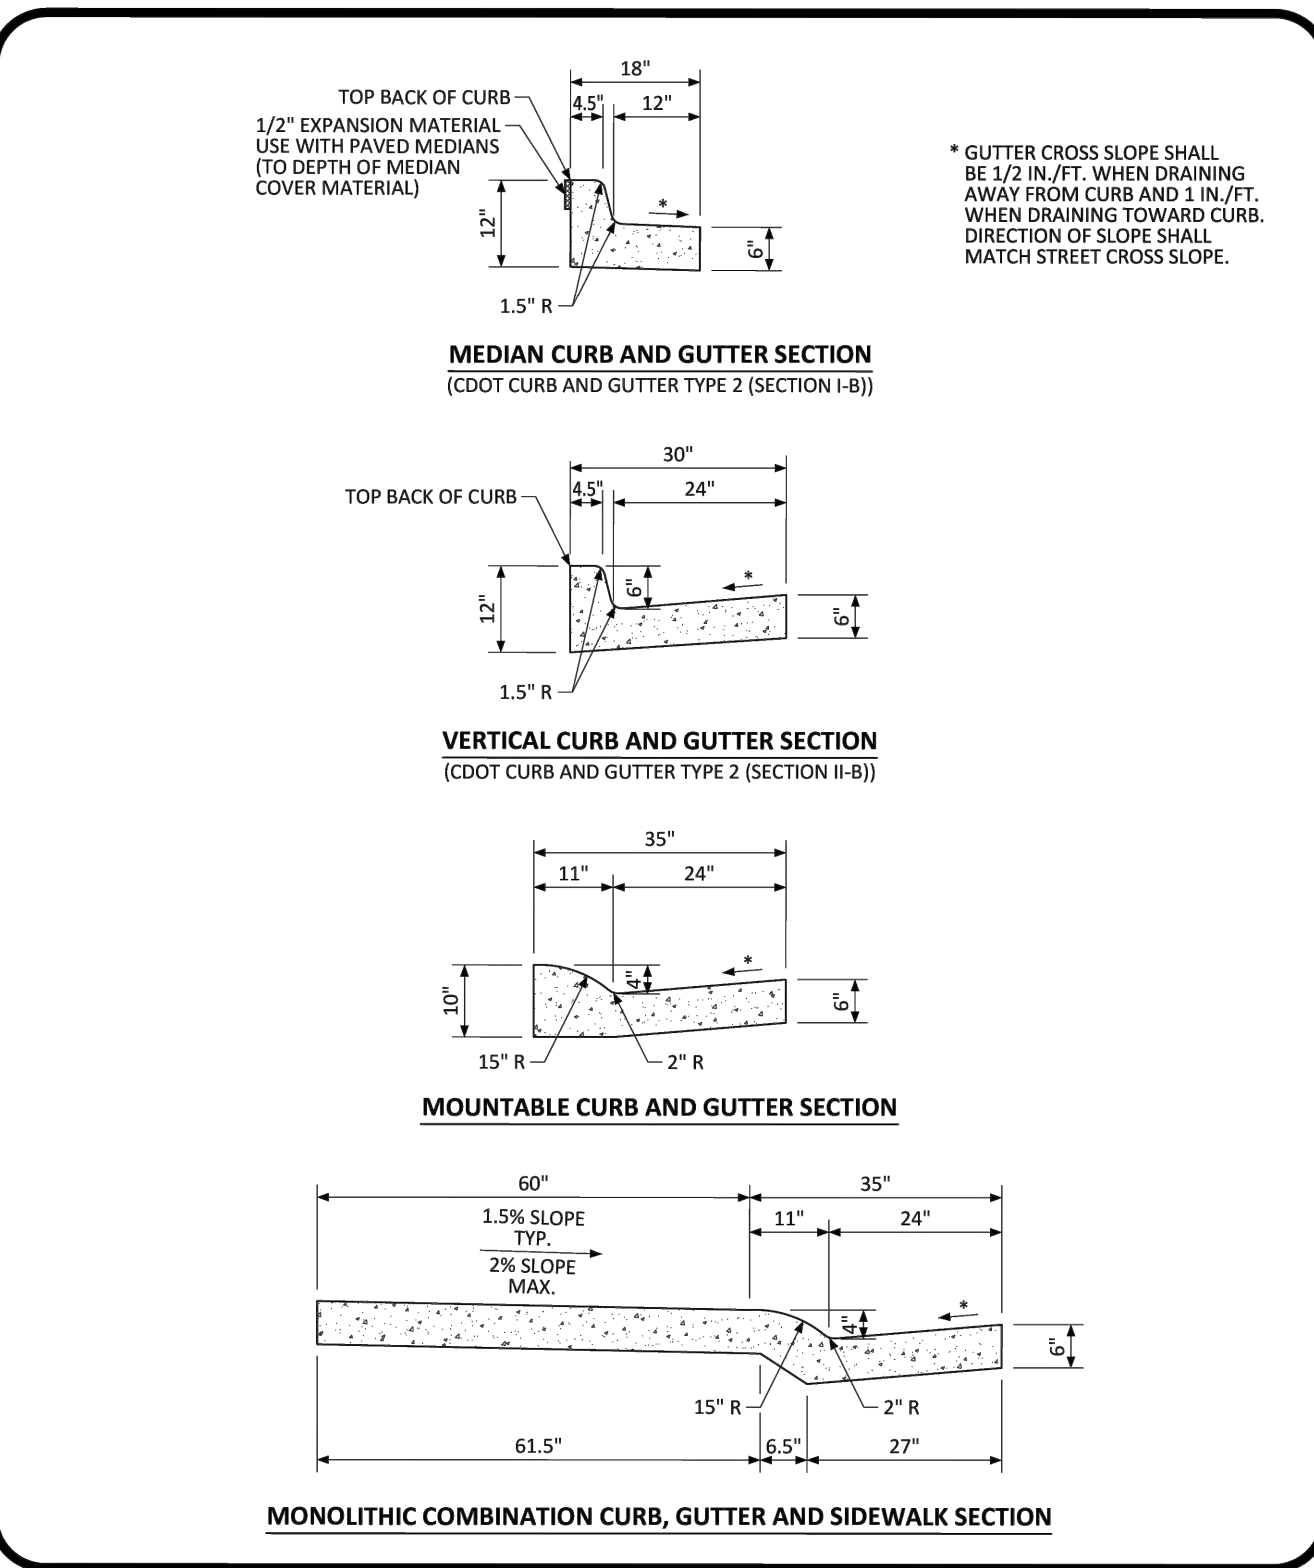 18"
4.5"
12"
TOP BACK OF CURB
1/2" EXPANSION MATERIAL
USE WITH PAVED MEDIANS
(TO DEPTH OF MEDIAN
COVER MATERIAL)
* GUTTER CROSS SLOPE SHALL
BE 1/2 IN./FT. WHEN DRAINING
AWAY FROM CURB AND 1 IN./FT.
WHEN DRAINING TOWARD CURB.
DIRECTION OF SLOPE SHALL
MATCH STREET CROSS SLOPE.
*
12"
6"
1.5" R
MEDIAN CURB AND GUTTER SECTION
(CDOT CURB AND GUTTER TYPE 2 (SECTION I-B))
30"
4.5"
24"
TOP BACK OF CURB
*
12"
6"
6"
1.5" R
VERTICAL CURB AND GUTTER SECTION
(CDOT CURB AND GUTTER TYPE 2 (SECTION II-B))
35"
11"
24"
*
10"
4"
6"
15" R
2" R
MOUNTABLE CURB AND GUTTER SECTION
60"
35"
1.5% SLOPE
TYP.
2% SLOPE
MAX.
11"
24"
*
4"
6"
15" R
2" R
61.5"
6.5"
27"
MONOLITHIC COMBINATION CURB, GUTTER AND SIDEWALK SECTION